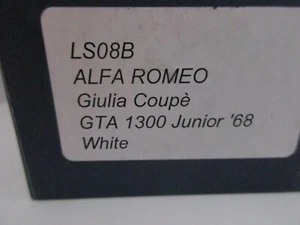 LS08B
ALFA ROMEO
Giulia Coupè
GTA 1300 Junior '68
White